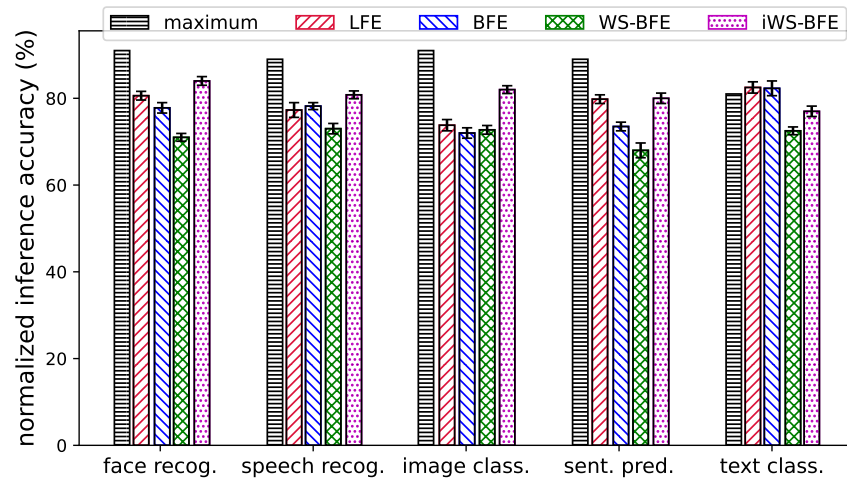 maximum LFE BFE WS-BFE iWS-BFE
normalized inference accuracy (%)
80
60
40
20
0
face recog. speech recog. image class. sent. pred. text class.